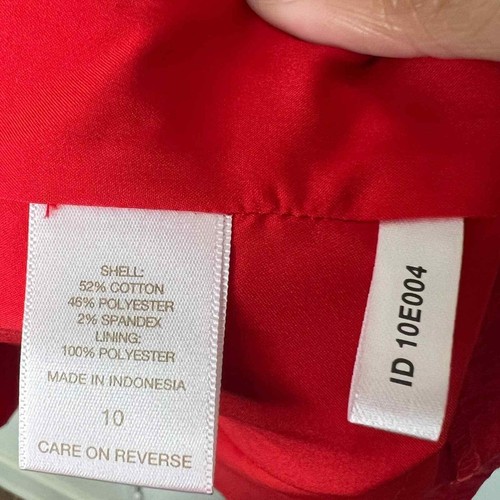 SHELL:
52% COTTON
46% POLYESTER
2% SPANDEX
LINING:
100% POLYESTER
MADE IN INDONESIA
10
CARE ON REVERSE
ID 10E004